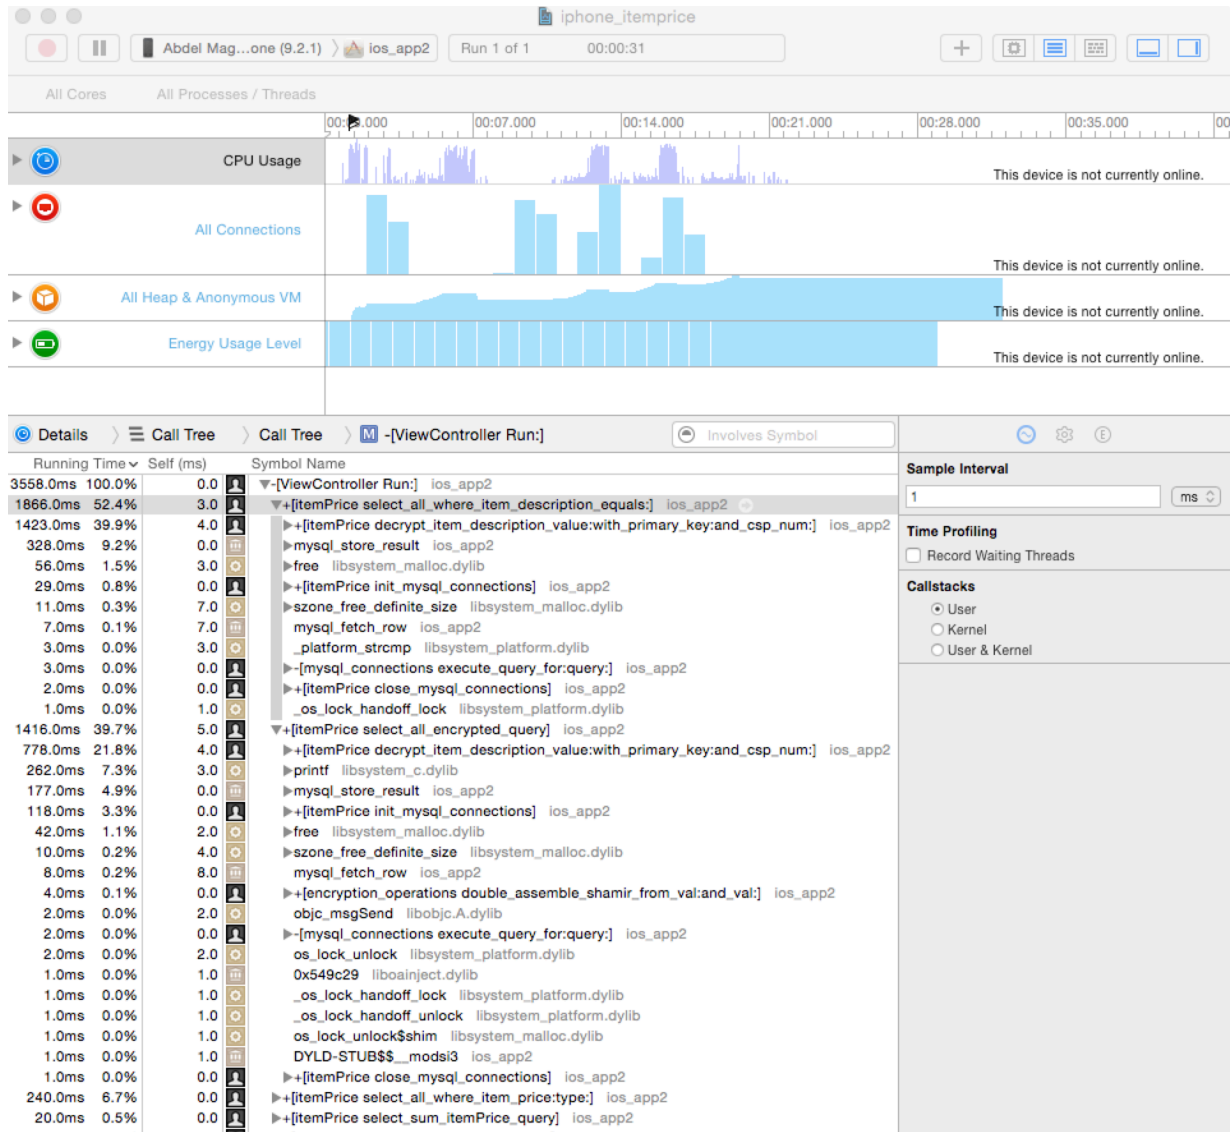 iphone_itemprice
Abdel Mag...one (9.2.1) ios_app2 Run 1 of 1 00:00:31
All Cores All Processes / Threads
00:07.000 00:14.000 00:21.000 00:28.000 00:35.000 00
CPU Usage This device is not currently online.
All Connections This device is not currently online.
All Heap & Anonymous VM This device is not currently online.
Energy Usage Level This device is not currently online.
Details Call Tree Call Tree M -[ViewController Run:] Involves Symbol
Running Time Self (ms) Symbol Name
3558.0ms 100.0% 0.0 -[ViewController Run:] ios_app2
1866.0ms 52.4% 3.0 +[itemPrice select_all_where_item_description_equals:] ios_app2
1423.0ms 39.9% 4.0 +[itemPrice decrypt_item_description_value:with_primary_key:and_csp_num:] ios_app2
328.0ms 9.2% 0.0 mysql_store_result ios_app2
56.0ms 1.5% 3.0 free libsystem_malloc.dylib
29.0ms 0.8% 0.0 +[itemPrice init_mysql_connections] ios_app2
11.0ms 0.3% 7.0 szone_free_definite_size libsystem_malloc.dylib
7.0ms 0.1% 7.0 mysql_fetch_row ios_app2
3.0ms 0.0% 3.0 _platform_strcmp libsystem_platform.dylib
3.0ms 0.0% 0.0 -[mysql_connections execute_query_for:query:] ios_app2
2.0ms 0.0% 0.0 +[itemPrice close_mysql_connections] ios_app2
1.0ms 0.0% 1.0 _os_lock_handoff_lock libsystem_platform.dylib
1416.0ms 39.7% 5.0 +[itemPrice select_all_encrypted_query] ios_app2
778.0ms 21.8% 4.0 +[itemPrice decrypt_item_description_value:with_primary_key:and_csp_num:] ios_app2
262.0ms 7.3% 3.0 printf libsystem_c.dylib
177.0ms 4.9% 0.0 mysql_store_result ios_app2
118.0ms 3.3% 0.0 +[itemPrice init_mysql_connections] ios_app2
42.0ms 1.1% 2.0 free libsystem_malloc.dylib
10.0ms 0.2% 4.0 szone_free_definite_size libsystem_malloc.dylib
8.0ms 0.2% 8.0 mysql_fetch_row ios_app2
4.0ms 0.1% 0.0 +[encryption_operations double_assemble_shamir_from_val:and_val:] ios_app2
2.0ms 0.0% 2.0 objc_msgSend libobjc.A.dylib
2.0ms 0.0% 0.0 -[mysql_connections execute_query_for:query:] ios_app2
2.0ms 0.0% 2.0 os_lock_unlock libsystem_platform.dylib
1.0ms 0.0% 1.0 0x549c29 liboainject.dylib
1.0ms 0.0% 1.0 _os_lock_handoff_lock libsystem_platform.dylib
1.0ms 0.0% 1.0 _os_lock_handoff_unlock libsystem_platform.dylib
1.0ms 0.0% 1.0 os_lock_unlock$shim libsystem_malloc.dylib
1.0ms 0.0% 1.0 DYLD-STUB$$__modsi3 ios_app2
1.0ms 0.0% 0.0 +[itemPrice close_mysql_connections] ios_app2
240.0ms 6.7% 0.0 +[itemPrice select_all_where_item_price:type:] ios_app2
20.0ms 0.5% 0.0 +[itemPrice select_sum_itemPrice_query] ios_app2
E
Sample Interval
1 ms
Time Profiling
Record Waiting Threads
Callstacks
User
Kernel
User & Kernel